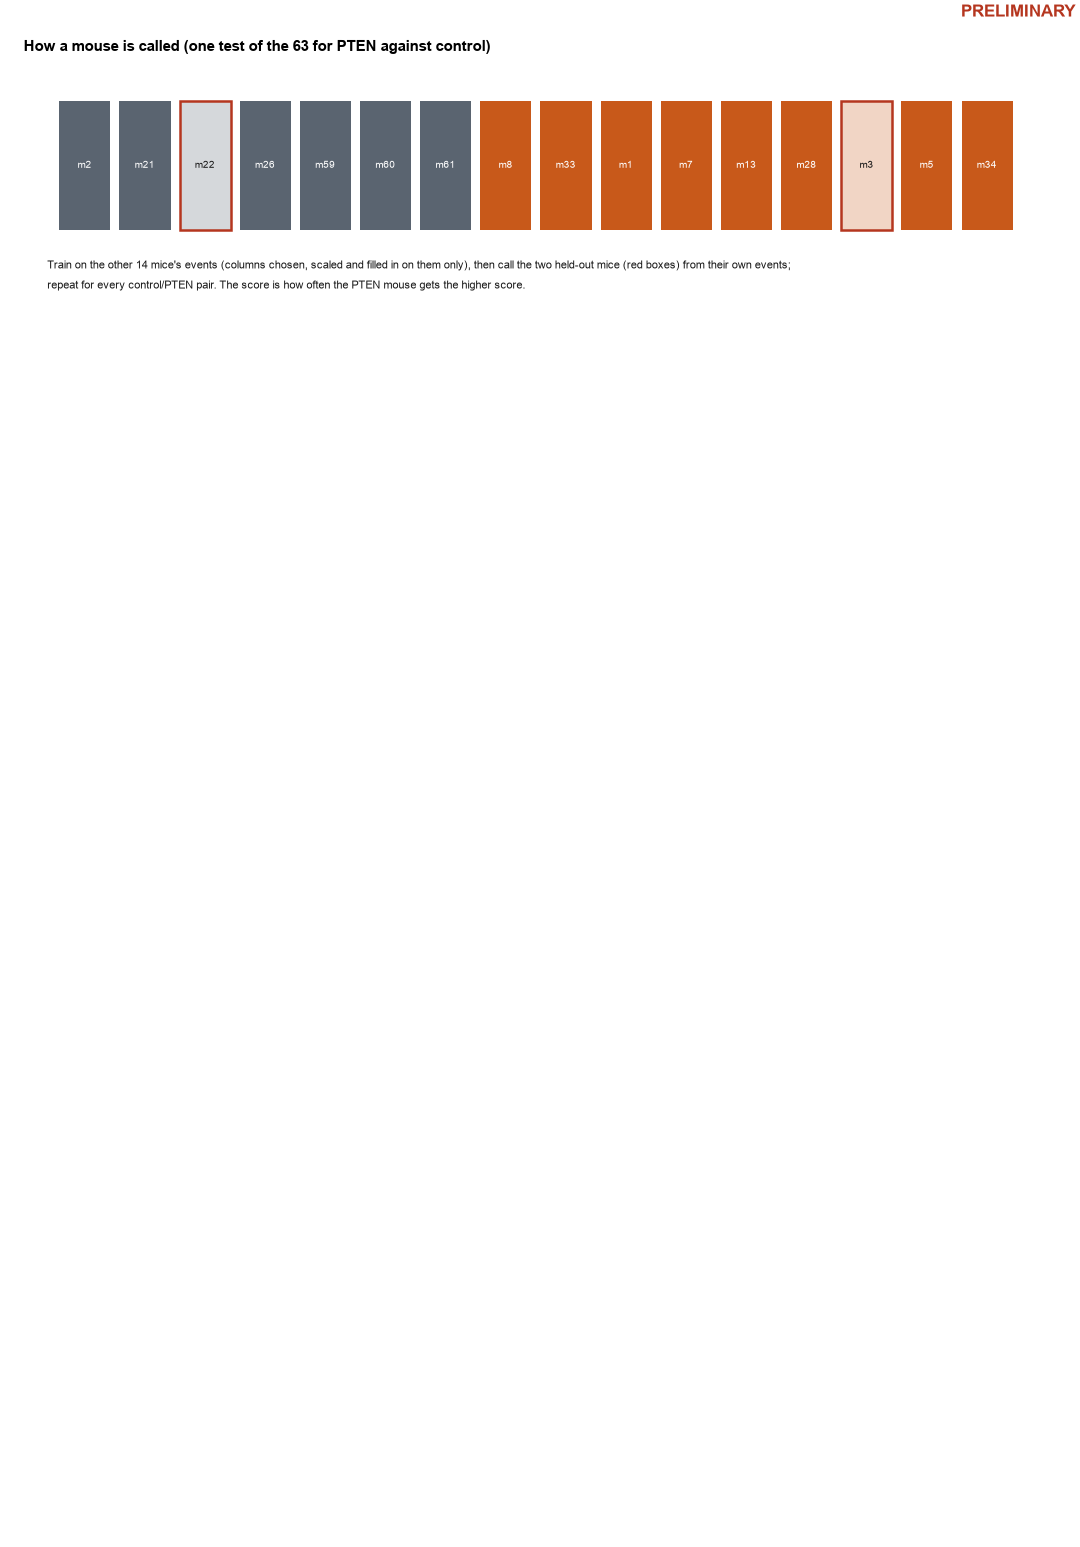 PRELIMINARY
How a mouse is called (one test of the 63 for PTEN against control)
m2 m21 m22 m26 m59 m60 m61 m8 m33 m1 m7 m13 m28 m3 m5 m34
Train on the other 14 mice's events (columns chosen, scaled and filled in on them only), then call the two held-out mice (red boxes) from their own events;
repeat for every control/PTEN pair. The score is how often the PTEN mouse gets the higher score.